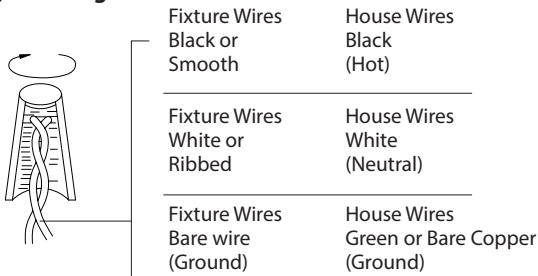 Fixture Wires House Wires
Black or Black
Smooth (Hot)
Fixture Wires House Wires
White or White
Ribbed (Neutral)
Fixture Wires House Wires
Bare wire Green or Bare Copper
(Ground) (Ground)